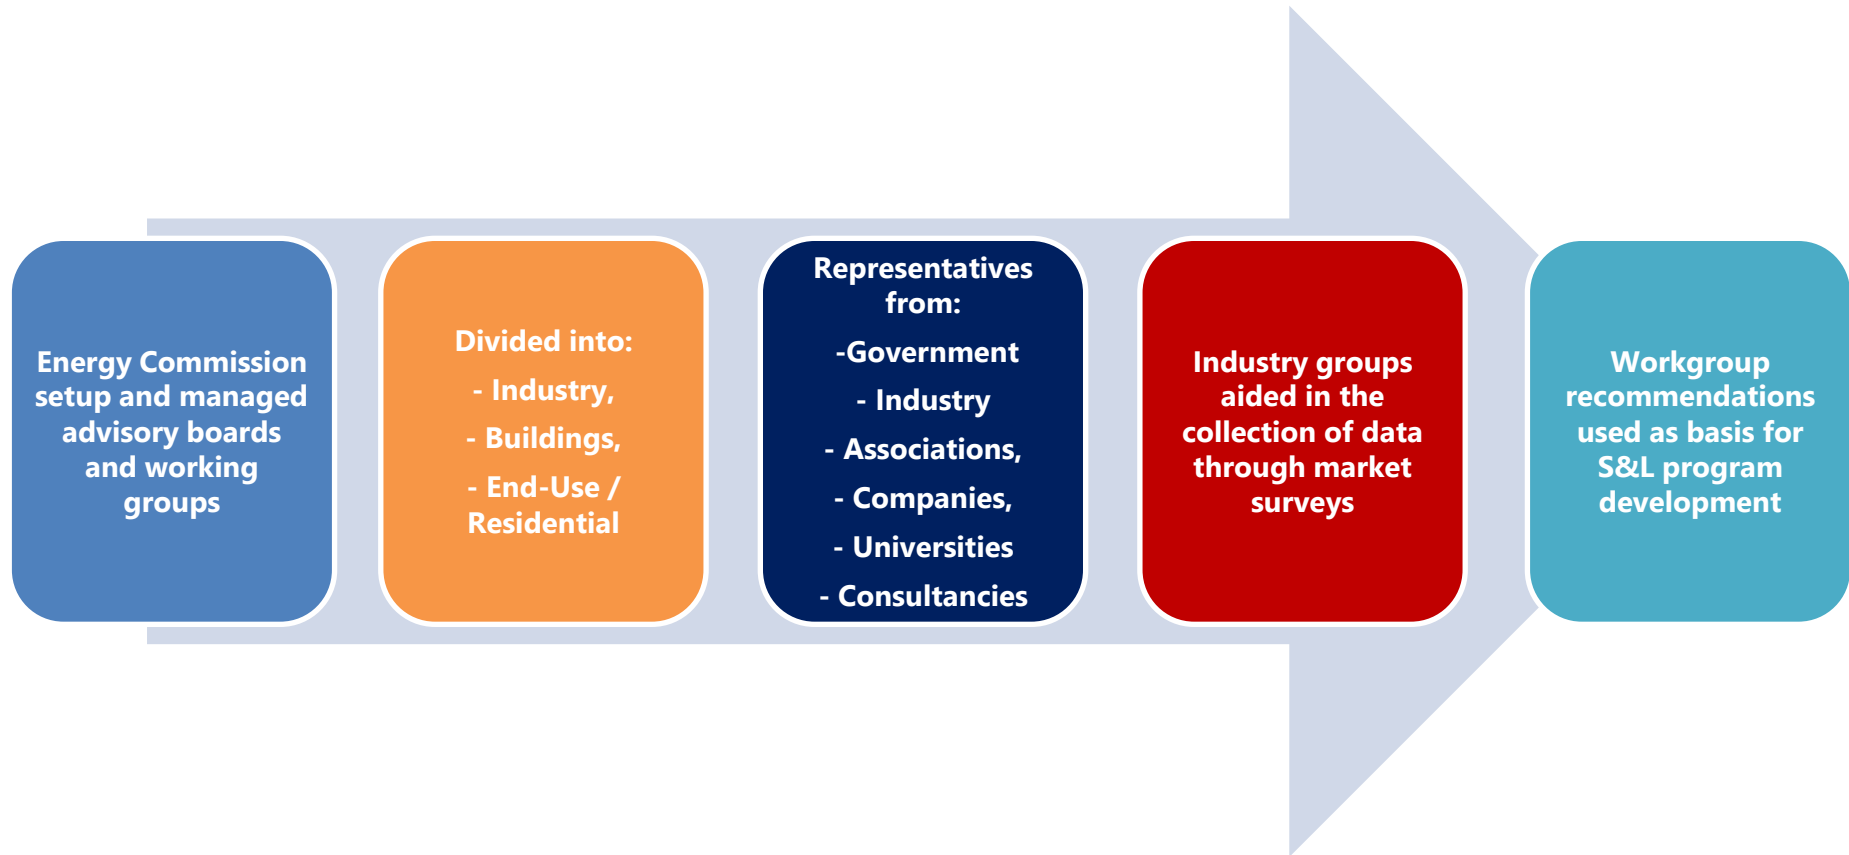 Energy Commission
setup and managed
advisory boards
and working
groups
Divided into:
- Industry,
- Buildings,
- End-Use /
Residential
Representatives
from:
-Government
- Industry
- Associations,
- Companies,
- Universities
- Consultancies
Industry groups
aided in the
collection of data
through market
surveys
Workgroup
recommendations
used as basis for
S&L program
development